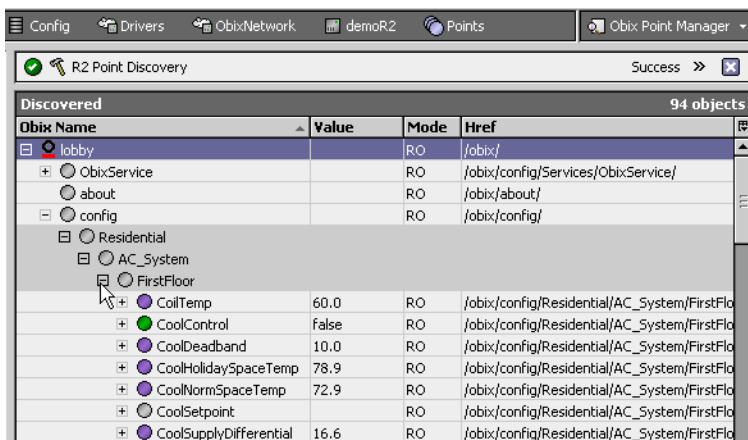 Config Drivers ObixNetwork demoR2 Points Obix Point Manager
R2 Point Discovery Success »
Discovered 94 objects
Obix Name Value Mode Href
lobby RO /obix/
ObixService RO /obix/config/Services/ObixService/
about RO /obix/about/
config RO /obix/config/
Residential
AC_System
FirstFloor
CoilTemp 60.0 RO /obix/config/Residential/AC_System/FirstFlo
CoolControl false RO /obix/config/Residential/AC_System/FirstFlo
CoolDeadband 10.0 RO /obix/config/Residential/AC_System/FirstFlo
CoolHolidaySpaceTemp 78.9 RO /obix/config/Residential/AC_System/FirstFlo
CoolNormSpaceTemp 72.9 RO /obix/config/Residential/AC_System/FirstFlo
CoolSetpoint RO /obix/config/Residential/AC_System/FirstFlo
CoolSupplyDifferential 16.6 RO /obix/config/Residential/AC_System/FirstFlo